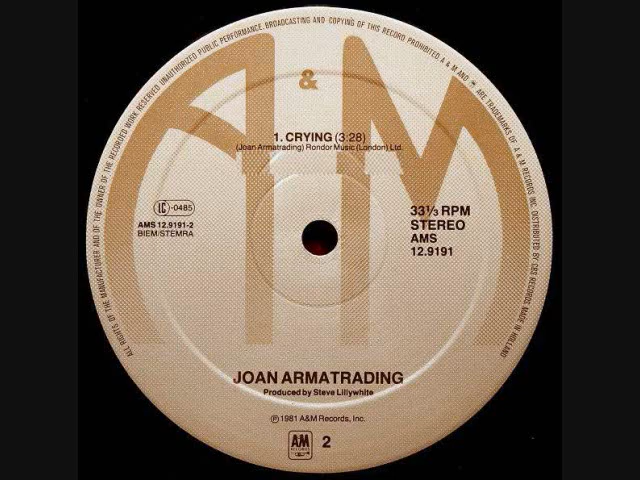 ALL RIGHTS OF THE MANUFACTURER AND OF THE OWNER OF THE RECORDED WORK RESERVED. UNAUTHORIZED PUBLIC PERFORMANCE, BROADCASTING AND COPYING OF THIS RECORD PROHIBITED A & M AND ARE TRADEMARKS OF A & M RECORDS INC. DISTRIBUTED BY CBS RECORDS MADE IN HOLLAND
A & M
1. CRYING (3:28)
(Joan Armatrading) Rondor Music (London) Ltd.
LC-0485
AMS 12.9191-2
BIEM/STEMRA
33⅓ RPM
STEREO
AMS
12.9191
JOAN ARMATRADING
Produced by Steve Lillywhite
℗ 1981 A&M Records, Inc.
AM
RECORDS
2